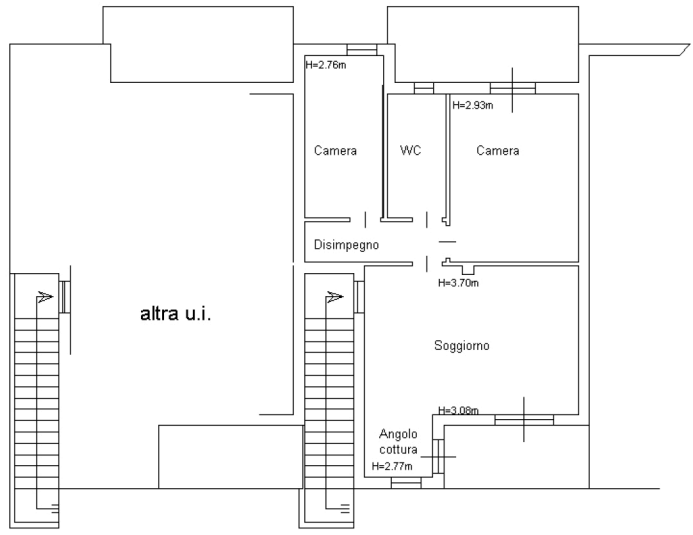 H=2.76m
H=2.93m
Camera
WC
Camera
Disimpegno
H=3.70m
altra u.i.
Soggiorno
H=3.08m
Angolo
cottura
H=2.77m